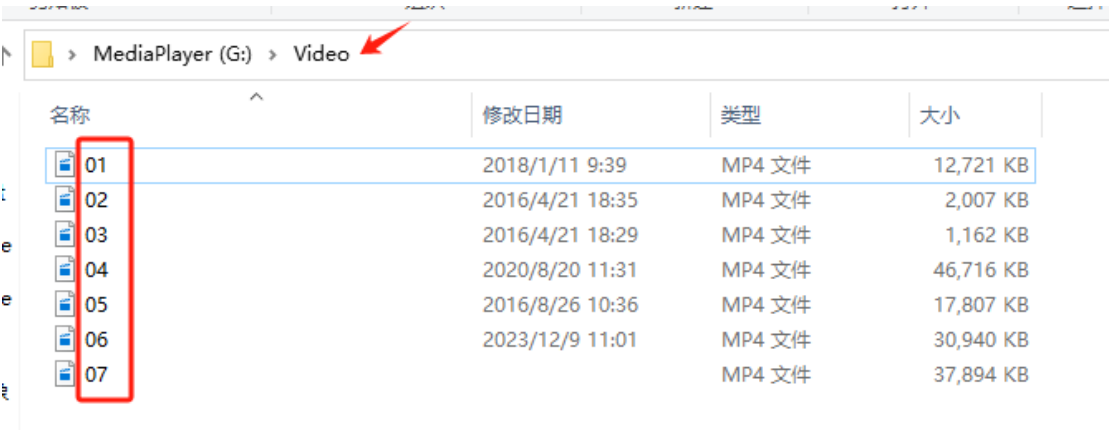 MediaPlayer (G:) > Video
名称 修改日期 类型 大小
01 2018/1/11 9:39 MP4 文件 12,721 KB
02 2016/4/21 18:35 MP4 文件 2,007 KB
03 2016/4/21 18:29 MP4 文件 1,162 KB
04 2020/8/20 11:31 MP4 文件 46,716 KB
05 2016/8/26 10:36 MP4 文件 17,807 KB
06 2023/12/9 11:01 MP4 文件 30,940 KB
07 MP4 文件 37,894 KB